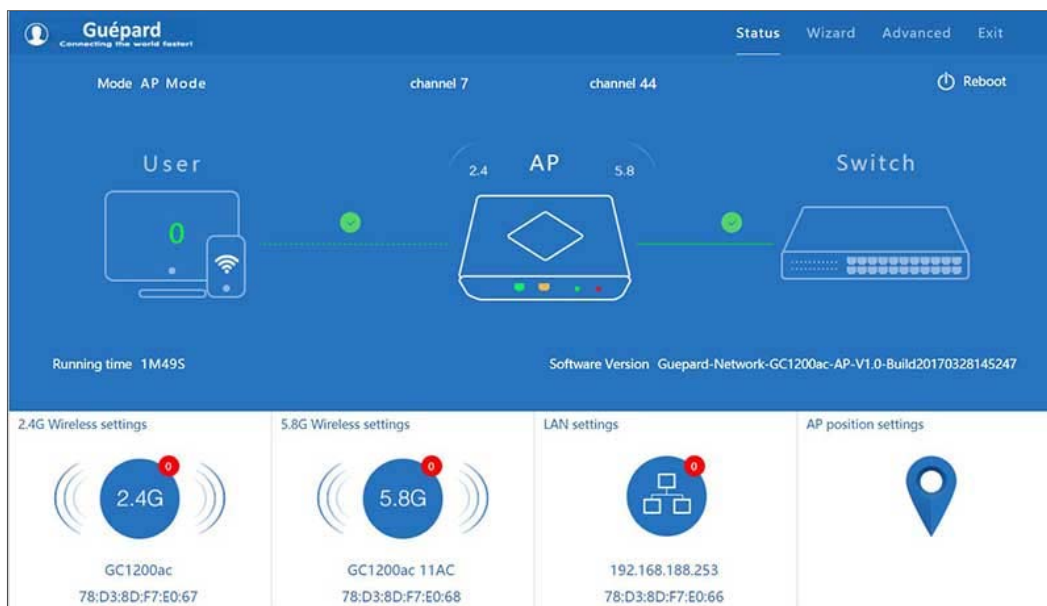 Guépard
Connecting the world faster!
Status Wizard Advanced Exit
Mode AP Mode channel 7 channel 44 Reboot
User 2.4 AP 5.8 Switch
0
Running time 1M49S Software Version Guepard-Network-GC1200ac-AP-V1.0-Build20170328145247
2.4G Wireless settings 5.8G Wireless settings LAN settings AP position settings
0 0 0
2.4G 5.8G
GC1200ac GC1200ac 11AC 192.168.188.253
78:D3:8D:F7:E0:67 78:D3:8D:F7:E0:68 78:D3:8D:F7:E0:66